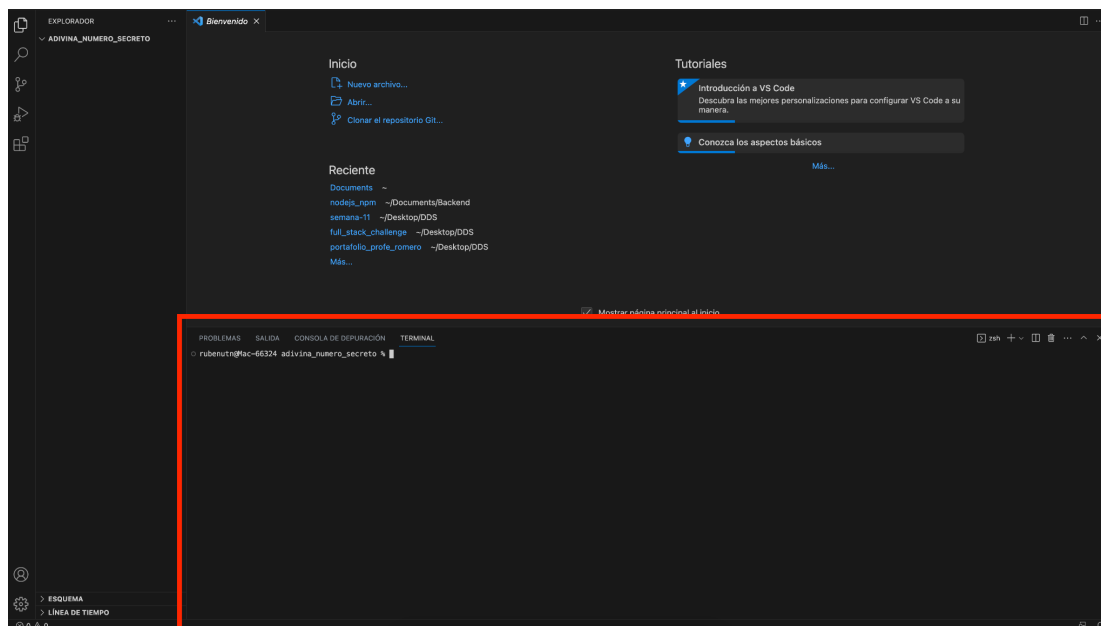 EXPLORADOR
ADIVINA_NUMERO_SECRETO
Bienvenido
Inicio
Nuevo archivo...
Abrir...
Clonar el repositorio Git...
Reciente
Documents ~
nodejs_npm ~/Documents/Backend
semana-11 ~/Desktop/DDS
full_stack_challenge ~/Desktop/DDS
portafolio_profe_romero ~/Desktop/DDS
Más...
Tutoriales
Introducción a VS Code
Descubra las mejores personalizaciones para configurar VS Code a su
manera.
Conozca los aspectos básicos
Más...
Mostrar página principal al inicio
PROBLEMAS SALIDA CONSOLA DE DEPURACIÓN TERMINAL
zsh
rubenutn@Mac-66324 adivina_numero_secreto %
ESQUEMA
LÍNEA DE TIEMPO